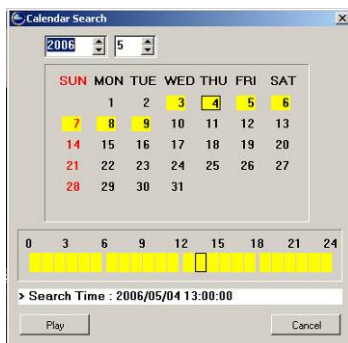 Calendar Search
2006 5
SUN MON TUE WED THU FRI SAT
1 2 3 4 5 6
7 8 9 10 11 12 13
14 15 16 17 18 19 20
21 22 23 24 25 26 27
28 29 30 31
0 3 6 9 12 15 18 21 24
> Search Time : 2006/05/04 13:00:00
Play Cancel